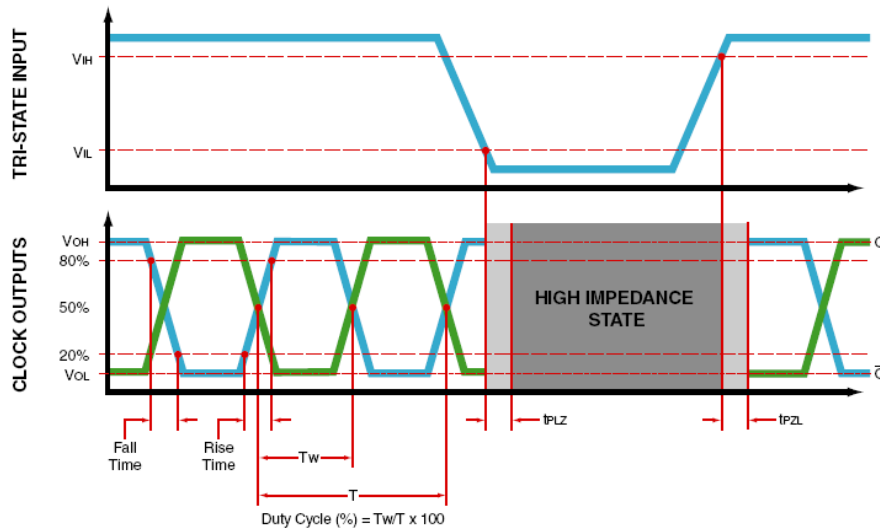 TRI-STATE INPUT
VIH
VIL
CLOCK OUTPUTS
VOH
80%
50%
20%
VOL
HIGH IMPEDANCE
STATE
Fall
Time
Rise
Time
Tw
T
tPLZ
tPZL
Duty Cycle (%) = Tw/T x 100